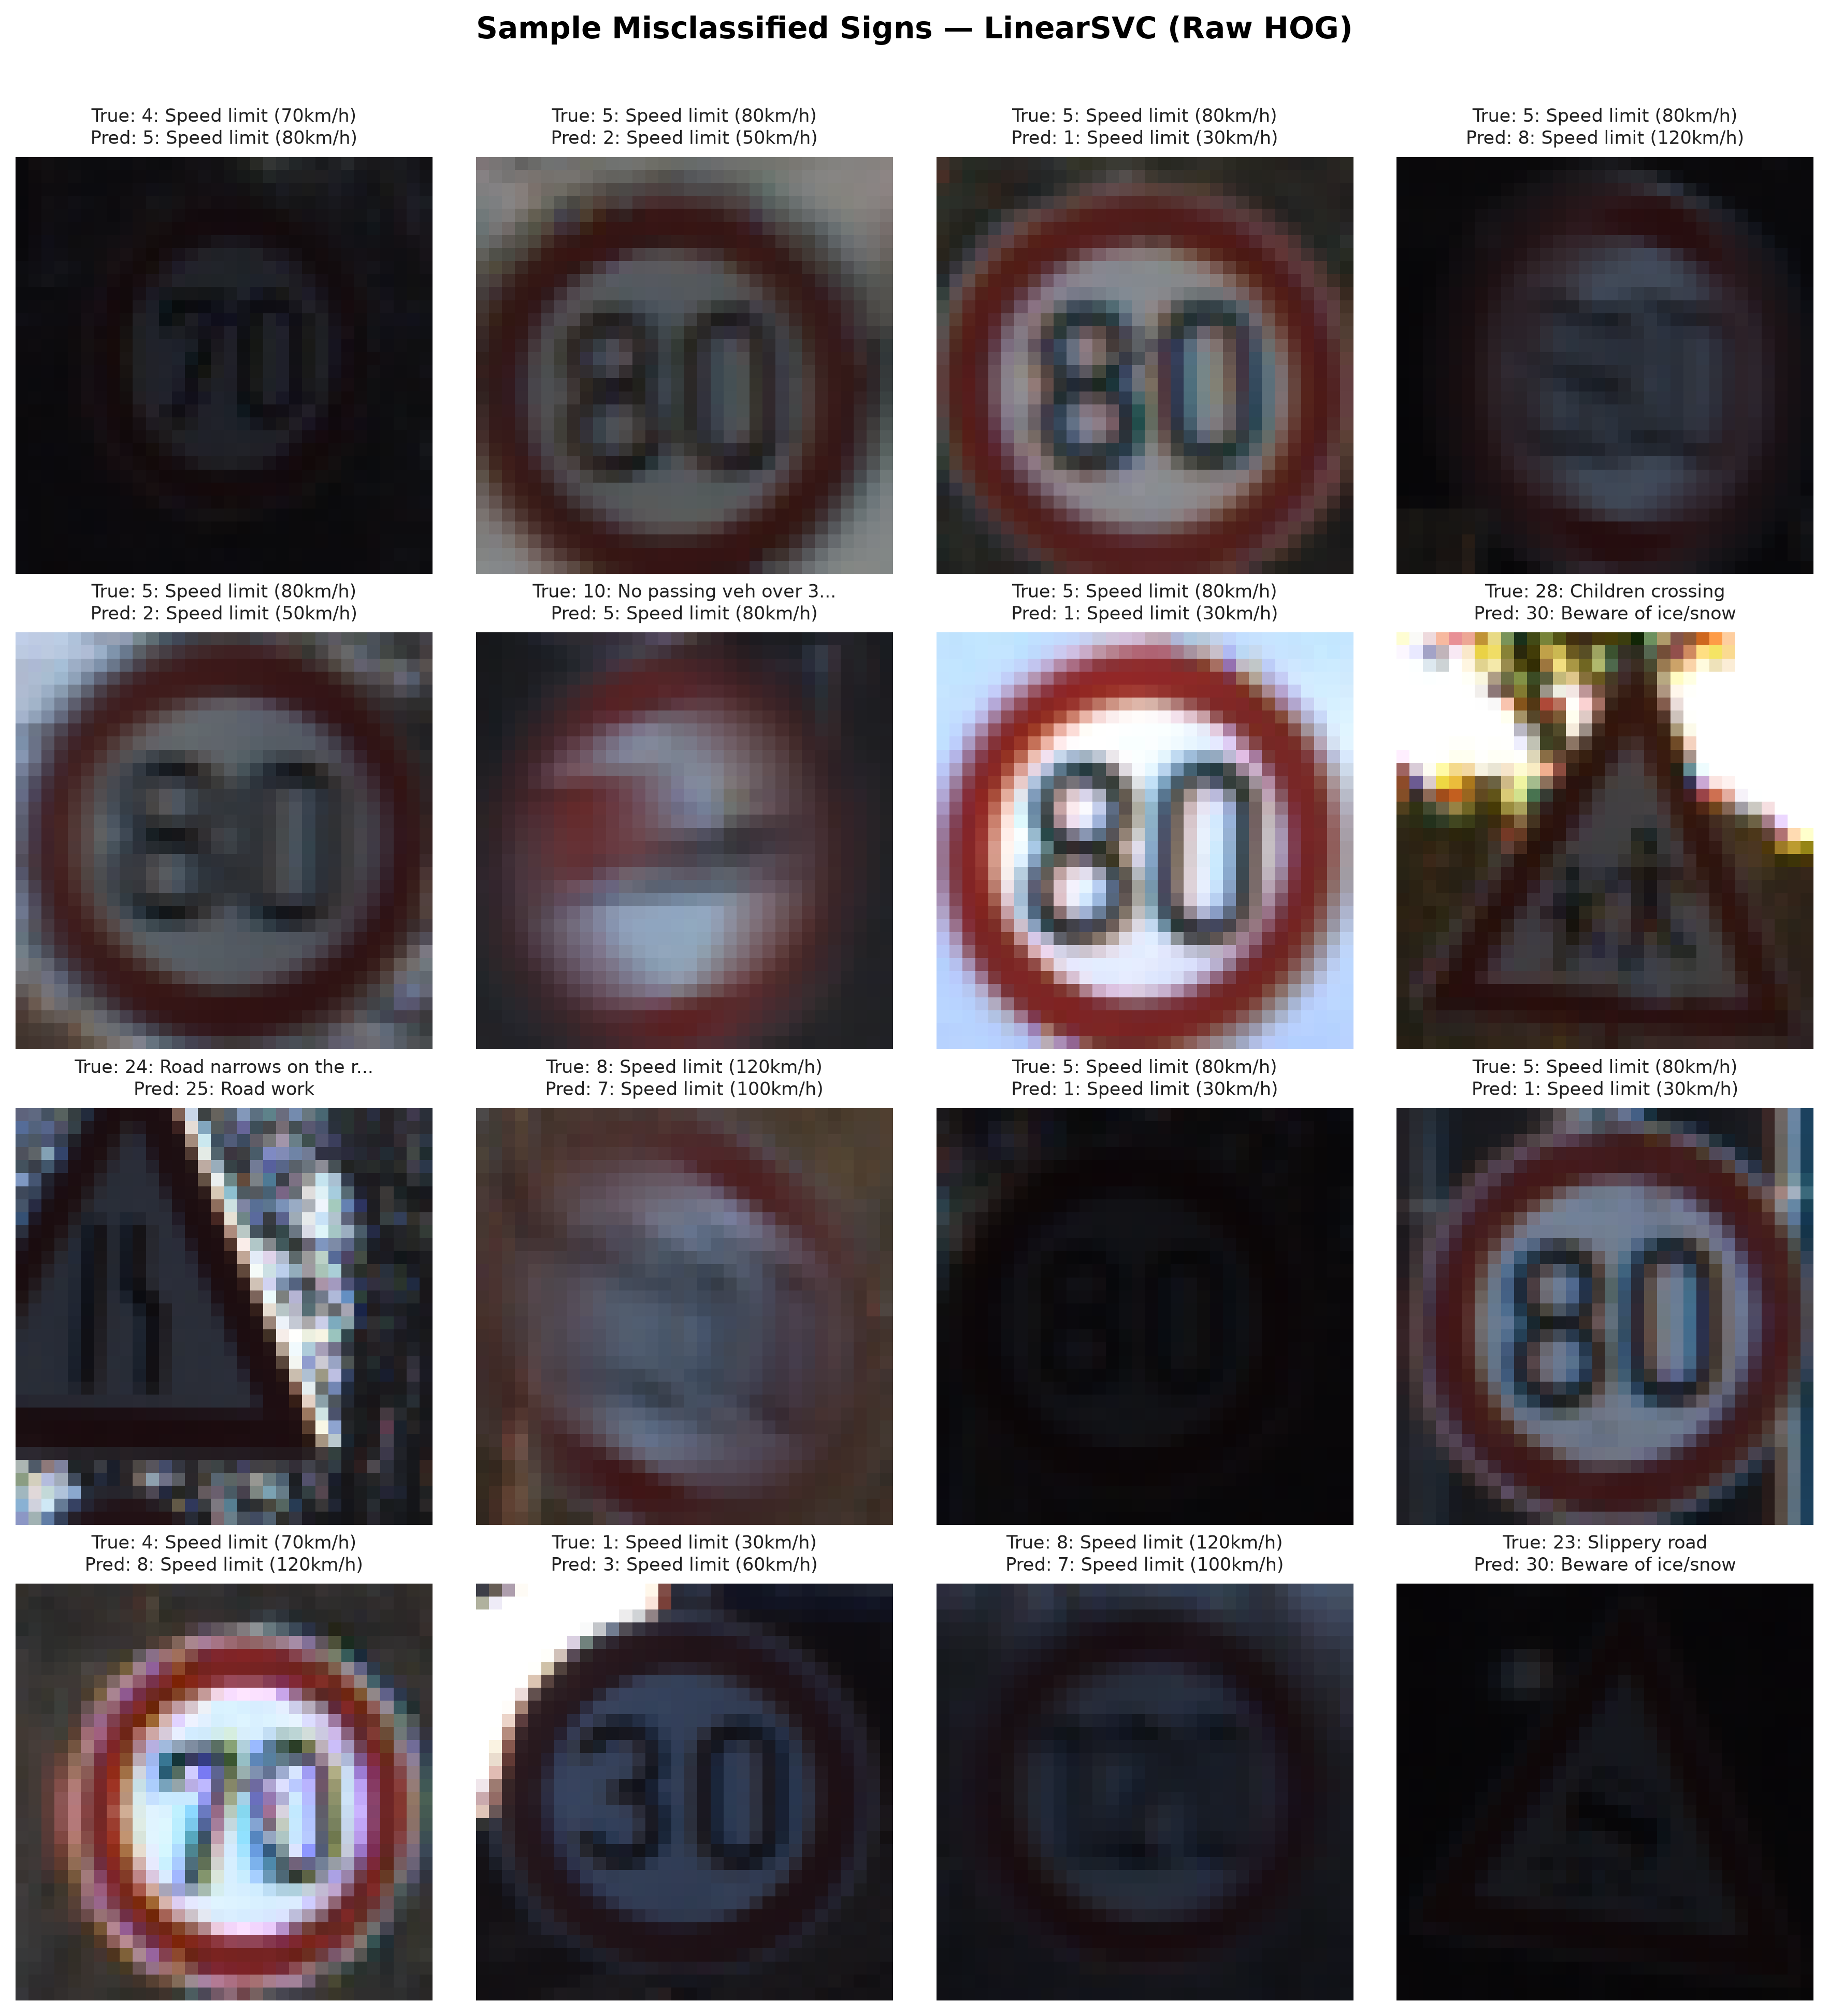 Sample Misclassified Signs — LinearSVC (Raw HOG)
True: 4: Speed limit (70km/h)
Pred: 5: Speed limit (80km/h)
70
True: 5: Speed limit (80km/h)
Pred: 2: Speed limit (50km/h)
80
True: 5: Speed limit (80km/h)
Pred: 1: Speed limit (30km/h)
80
True: 5: Speed limit (80km/h)
Pred: 8: Speed limit (120km/h)
True: 5: Speed limit (80km/h)
Pred: 2: Speed limit (50km/h)
80
True: 10: No passing veh over 3...
Pred: 5: Speed limit (80km/h)
True: 5: Speed limit (80km/h)
Pred: 1: Speed limit (30km/h)
80
True: 28: Children crossing
Pred: 30: Beware of ice/snow
True: 24: Road narrows on the r...
Pred: 25: Road work
True: 8: Speed limit (120km/h)
Pred: 7: Speed limit (100km/h)
True: 5: Speed limit (80km/h)
Pred: 1: Speed limit (30km/h)
80
True: 5: Speed limit (80km/h)
Pred: 1: Speed limit (30km/h)
80
True: 4: Speed limit (70km/h)
Pred: 8: Speed limit (120km/h)
70
True: 1: Speed limit (30km/h)
Pred: 3: Speed limit (60km/h)
30
True: 8: Speed limit (120km/h)
Pred: 7: Speed limit (100km/h)
True: 23: Slippery road
Pred: 30: Beware of ice/snow